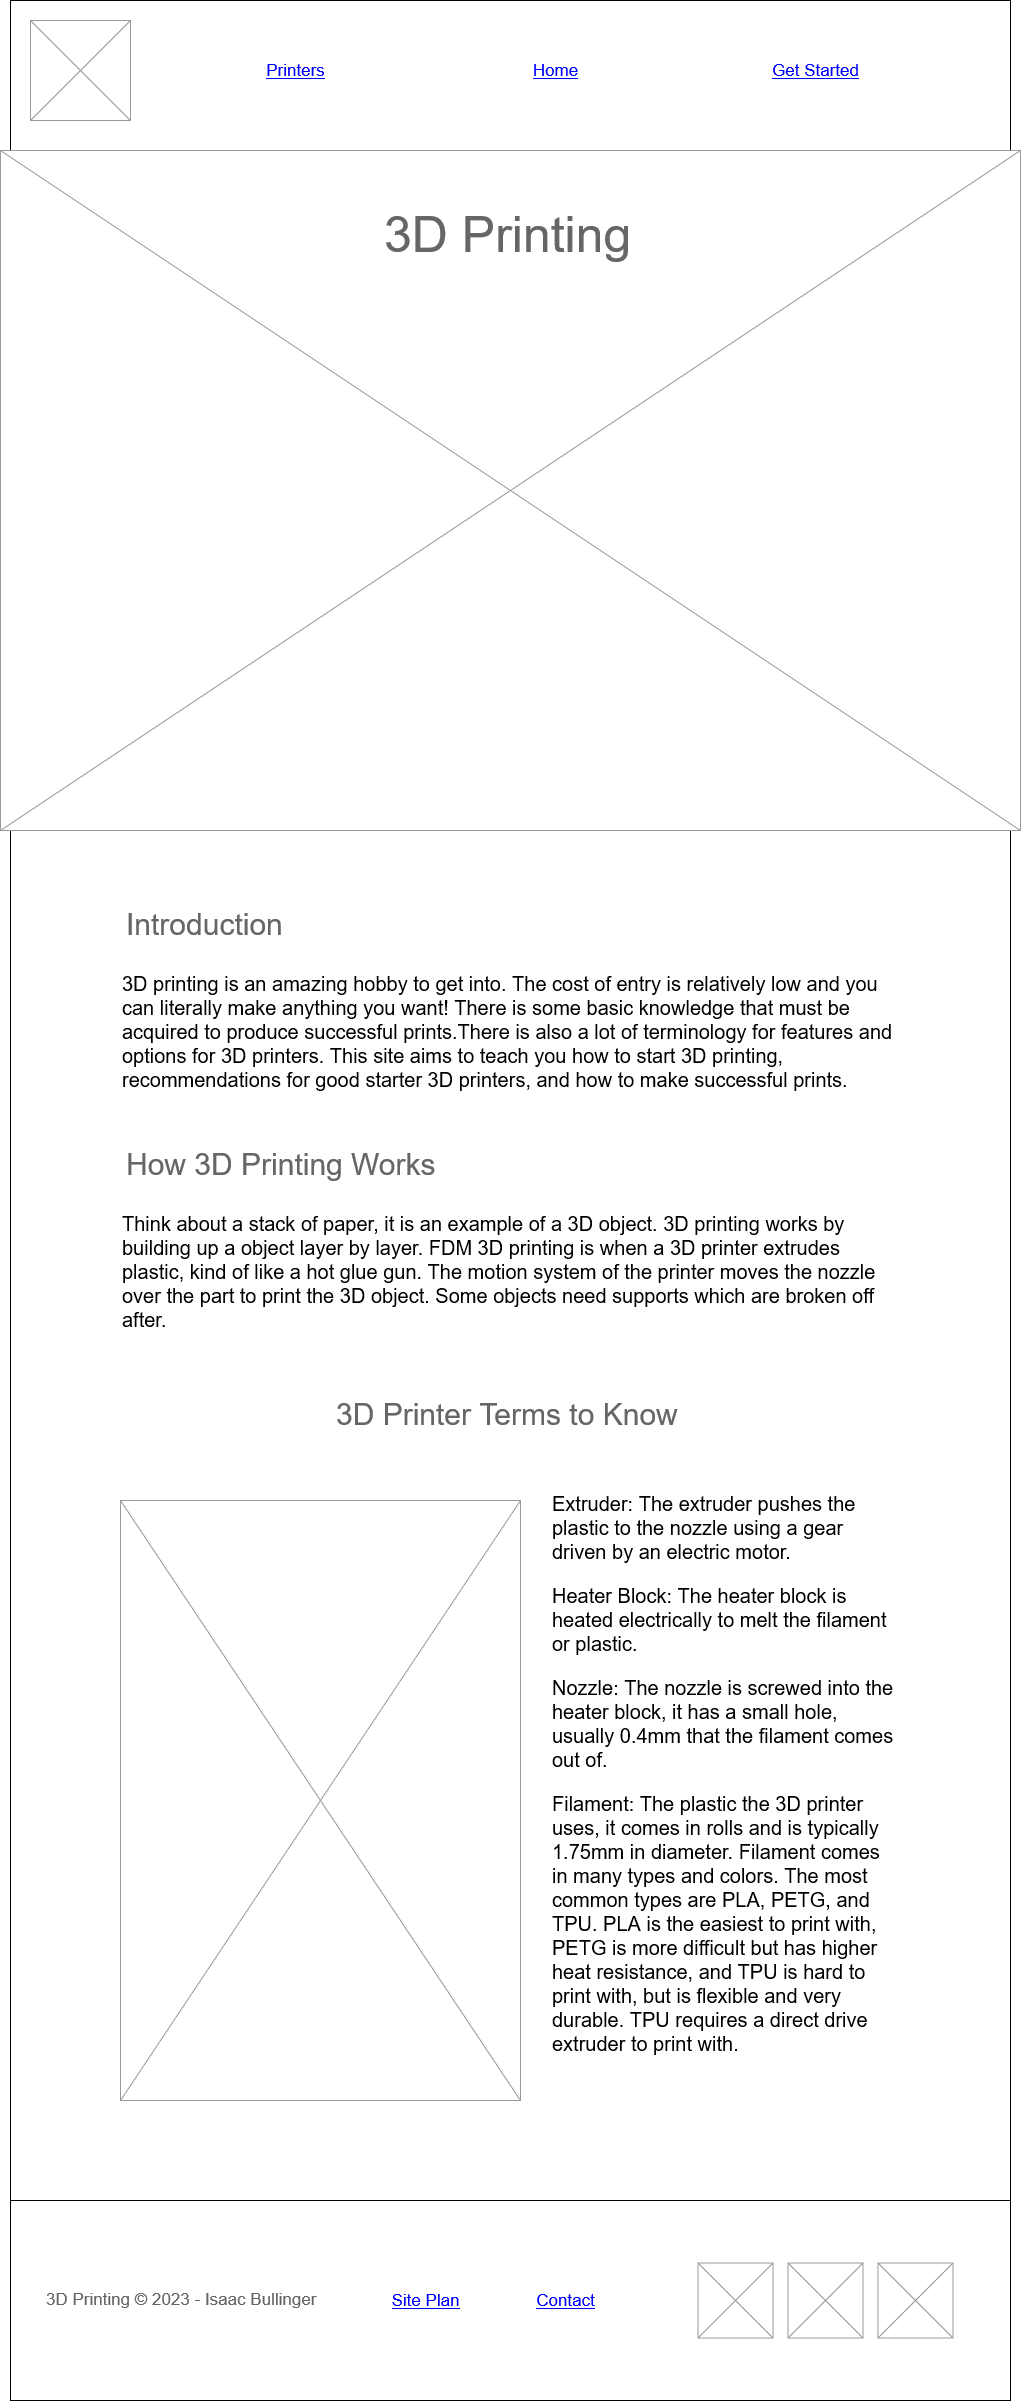 Printers
Home
Get Started
3D Printing
Introduction
3D printing is an amazing hobby to get into. The cost of entry is relatively low and you
can literally make anything you want! There is some basic knowledge that must be
acquired to produce successful prints.There is also a lot of terminology for features and
options for 3D printers. This site aims to teach you how to start 3D printing,
recommendations for good starter 3D printers, and how to make successful prints.
How 3D Printing Works
Think about a stack of paper, it is an example of a 3D object. 3D printing works by
building up a object layer by layer. FDM 3D printing is when a 3D printer extrudes
plastic, kind of like a hot glue gun. The motion system of the printer moves the nozzle
over the part to print the 3D object. Some objects need supports which are broken off
after.
3D Printer Terms to Know
Extruder: The extruder pushes the
plastic to the nozzle using a gear
driven by an electric motor.
Heater Block: The heater block is
heated electrically to melt the filament
or plastic.
Nozzle: The nozzle is screwed into the
heater block, it has a small hole,
usually 0.4mm that the filament comes
out of.
Filament: The plastic the 3D printer
uses, it comes in rolls and is typically
1.75mm in diameter. Filament comes
in many types and colors. The most
common types are PLA, PETG, and
TPU. PLA is the easiest to print with,
PETG is more difficult but has higher
heat resistance, and TPU is hard to
print with, but is flexible and very
durable. TPU requires a direct drive
extruder to print with.
3D Printing © 2023 - Isaac Bullinger
Site Plan
Contact